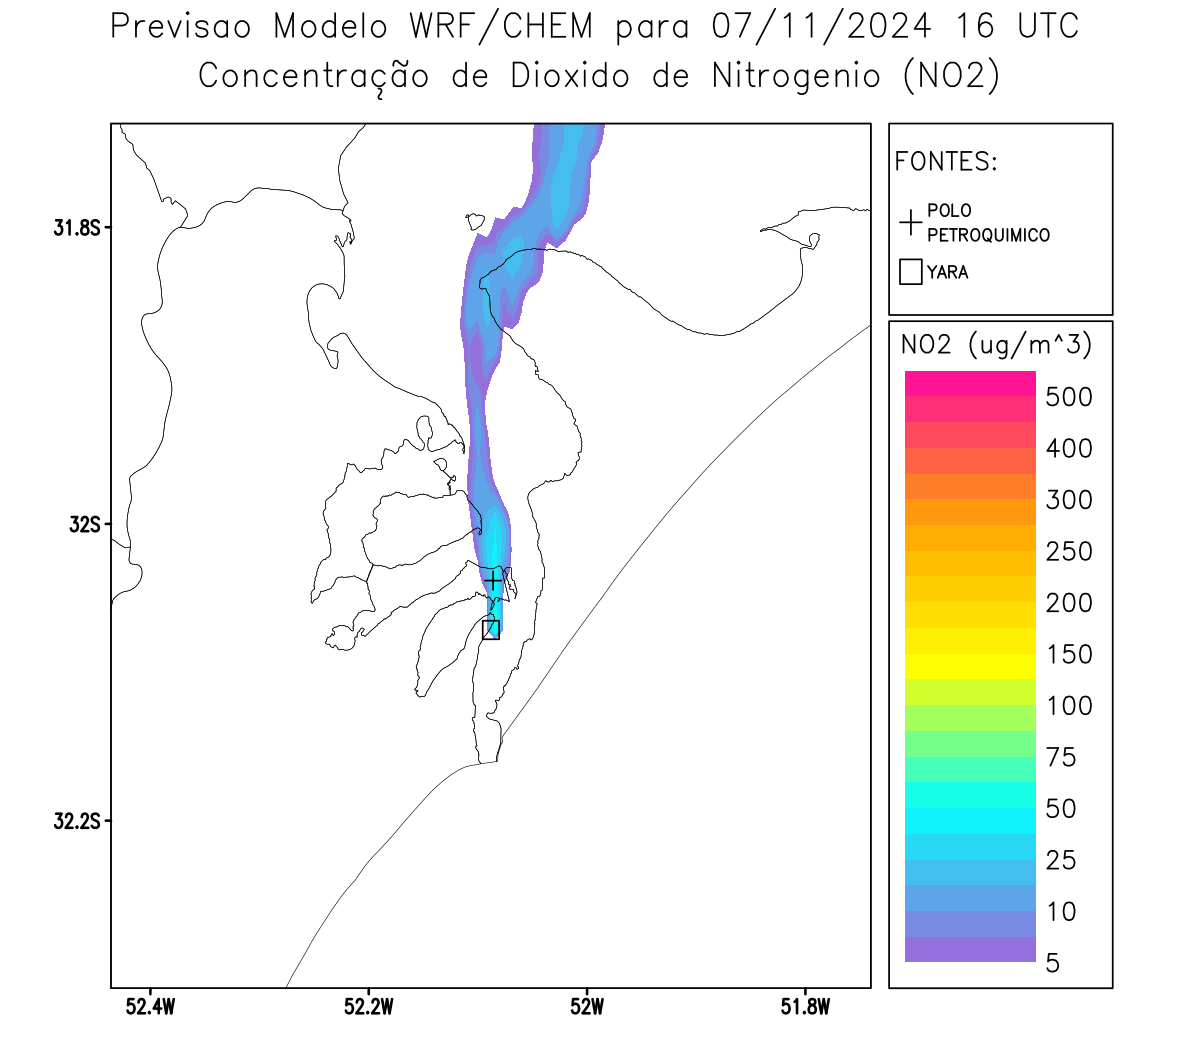 Previsao Modelo WRF/CHEM para 07/11/2024 16 UTC
Concentração de Dioxido de Nitrogenio (NO2)
FONTES:
POLO
PETROQUIMICO
YARA
31.8S
32S
32.2S
52.4W
52.2W
52W
51.8W
NO2 (ug/m^3)
500
400
300
250
200
150
100
75
50
25
10
5